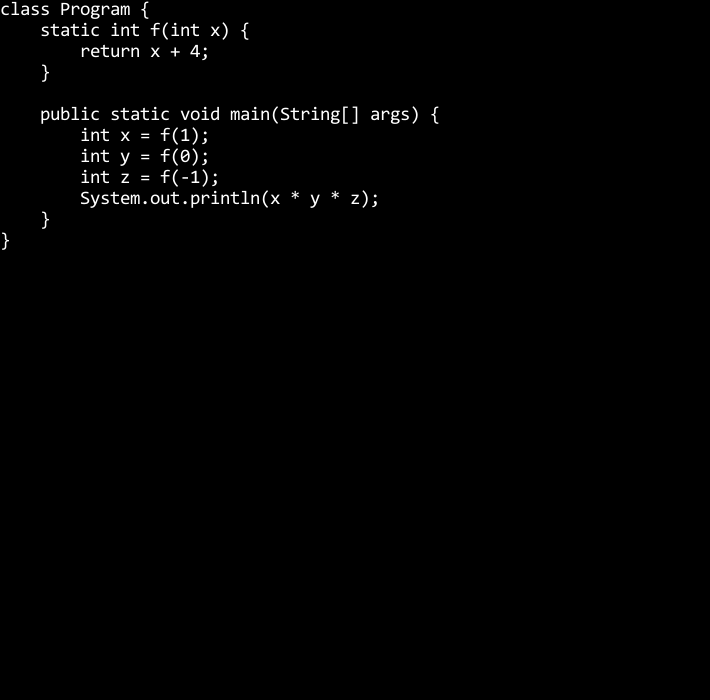 class Program {
    static int f(int x) {
        return x + 4;
    }

    public static void main(String[] args) {
        int x = f(1);
        int y = f(0);
        int z = f(-1);
        System.out.println(x * y * z);
    }
}